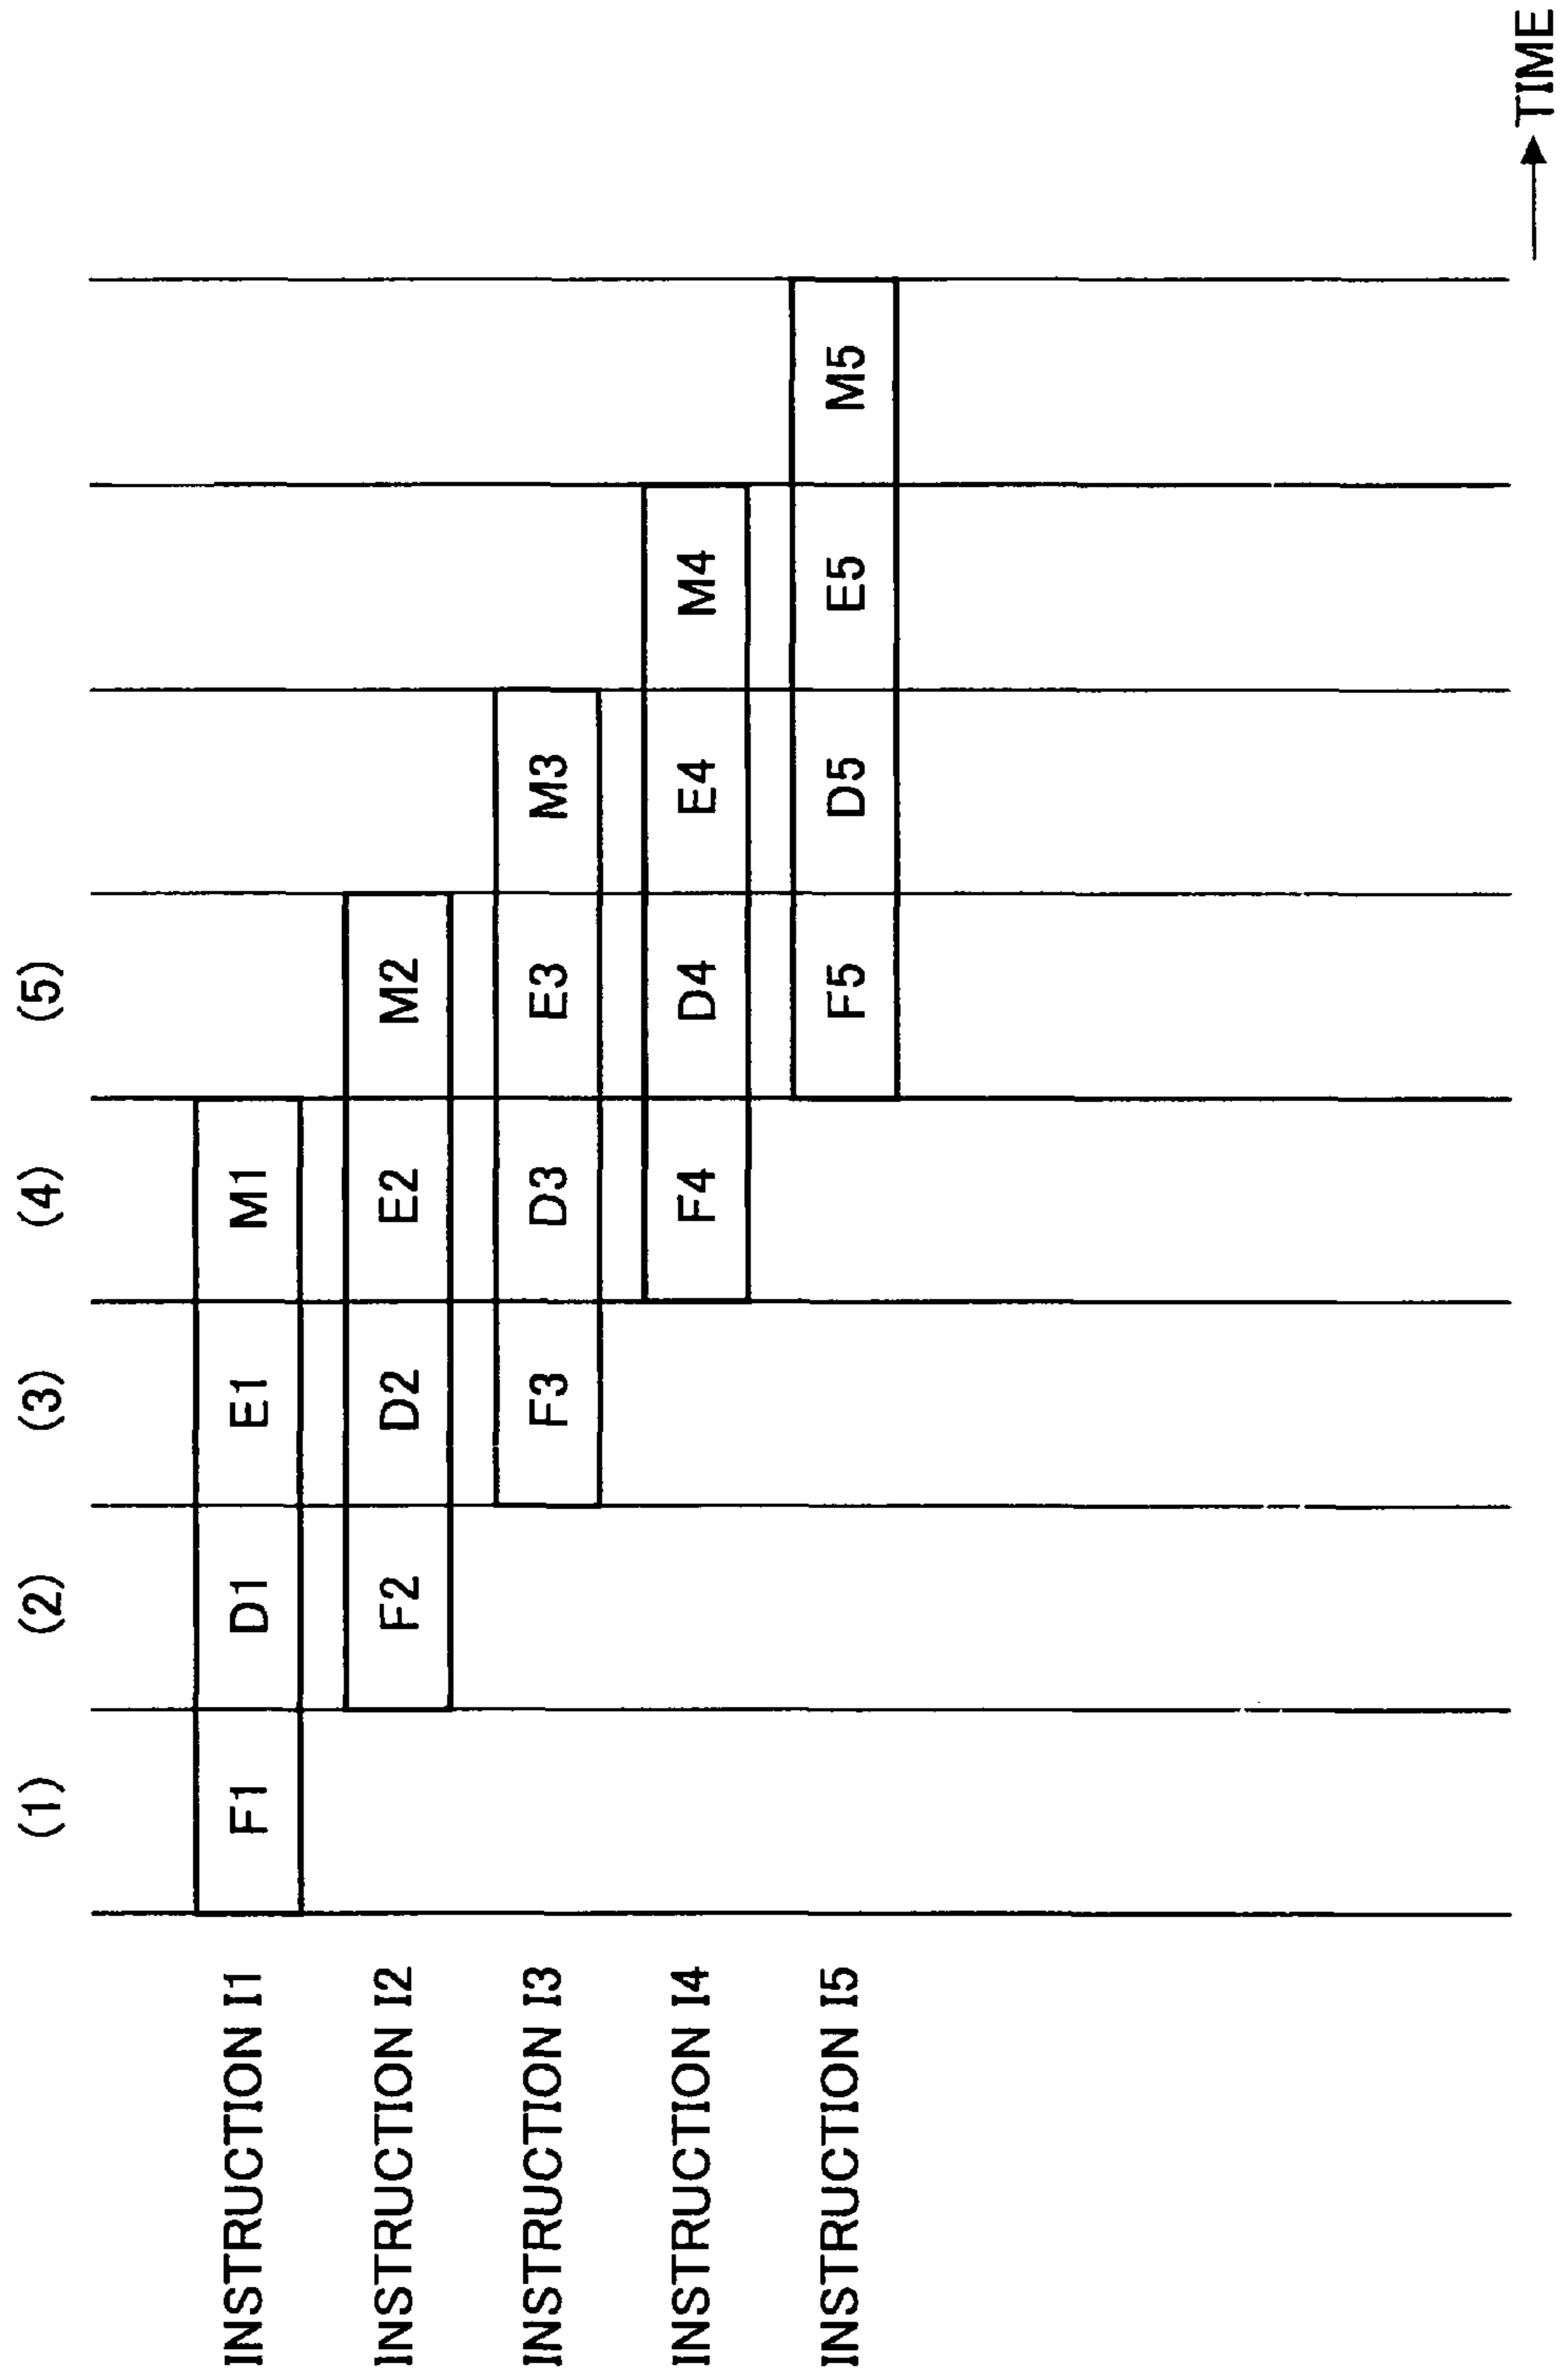 (1) (2) (3) (4) (5)
INSTRUCTION I1 F1 D1 E1 M1
INSTRUCTION I2 F2 D2 E2 M2
INSTRUCTION I3 F3 D3 E3 M3
INSTRUCTION I4 F4 D4 E4 M4
INSTRUCTION I5 F5 D5 E5 M5
TIME